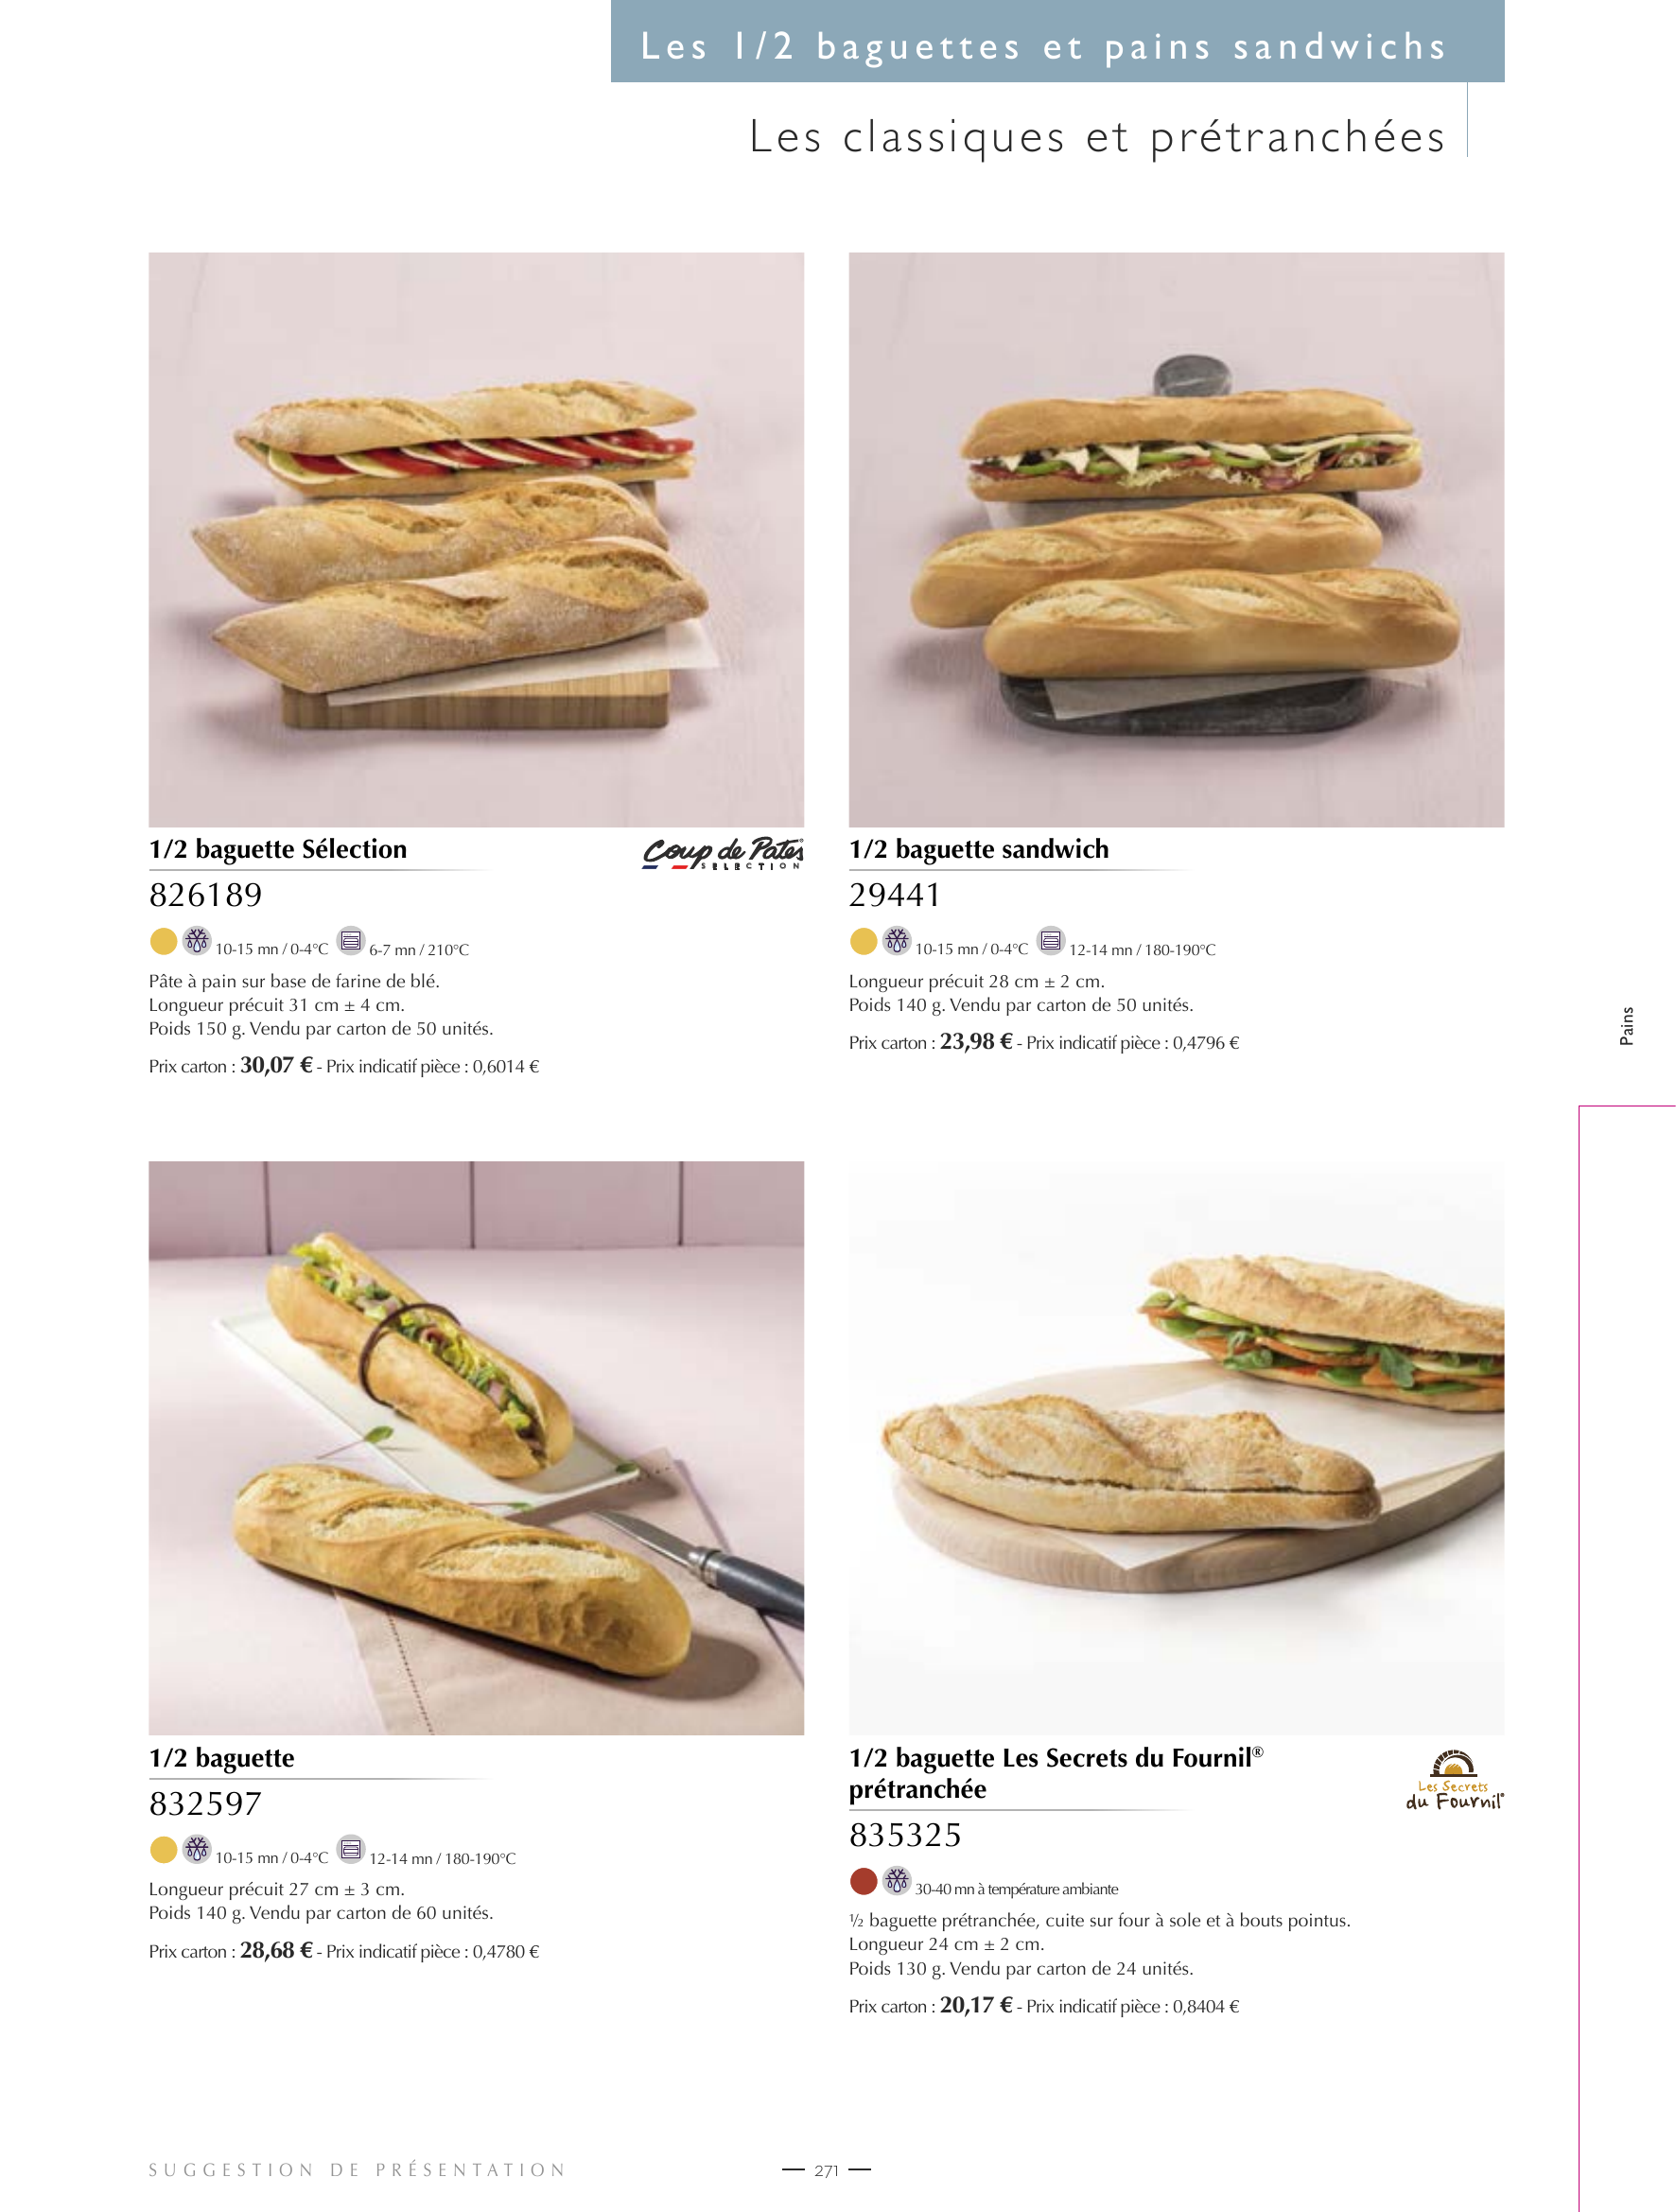 Les 1/2 baguettes et pains sandwichs
Les classiques et prétranchées
1/2 baguette Sélection
Coup de Pates®
SELECTION
826189
10-15 mn / 0-4°C 6-7 mn / 210°C
Pâte à pain sur base de farine de blé.
Longueur précuit 31 cm ± 4 cm.
Poids 150 g. Vendu par carton de 50 unités.
Prix carton : 30,07 € - Prix indicatif pièce : 0,6014 €
1/2 baguette sandwich
29441
10-15 mn / 0-4°C 12-14 mn / 180-190°C
Longueur précuit 28 cm ± 2 cm.
Poids 140 g. Vendu par carton de 50 unités.
Prix carton : 23,98 € - Prix indicatif pièce : 0,4796 €
Pains
1/2 baguette
832597
10-15 mn / 0-4°C 12-14 mn / 180-190°C
Longueur précuit 27 cm ± 3 cm.
Poids 140 g. Vendu par carton de 60 unités.
Prix carton : 28,68 € - Prix indicatif pièce : 0,4780 €
1/2 baguette Les Secrets du Fournil®
prétranchée
Les Secrets
du Fournil®
835325
30-40 mn à température ambiante
½ baguette prétranchée, cuite sur four à sole et à bouts pointus.
Longueur 24 cm ± 2 cm.
Poids 130 g. Vendu par carton de 24 unités.
Prix carton : 20,17 € - Prix indicatif pièce : 0,8404 €
SUGGESTION DE PRÉSENTATION
271